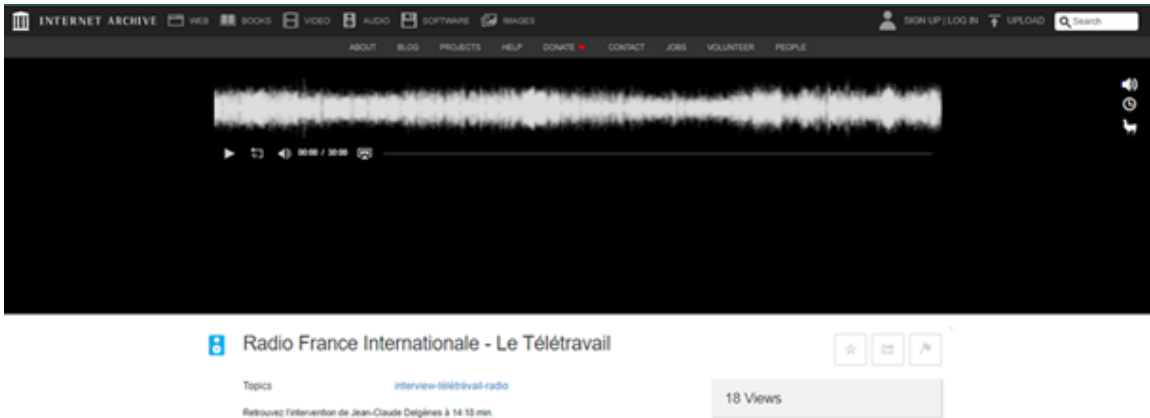 INTERNET ARCHIVE WEB BOOKS VIDEO AUDIO SOFTWARE IMAGES SIGN UP | LOG IN UPLOAD Search
ABOUT BLOG PROJECTS HELP DONATE CONTACT JOBS VOLUNTEER PEOPLE
00:00 / 30:00
Radio France Internationale - Le Télétravail
Topics interview-télétrèvail-radio
18 Views
Retrouvez l'intervention de Jean-Claude Delgènes à 14:18 min.